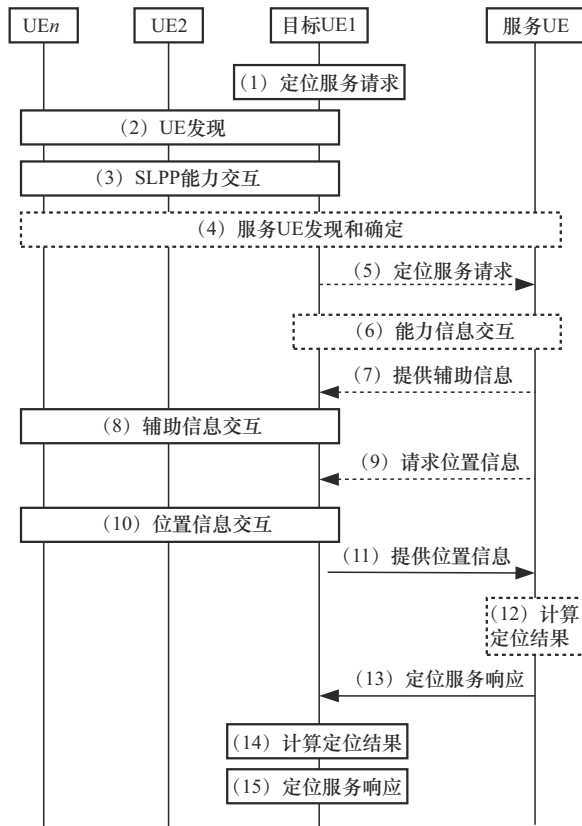 UEn UE2 目标UE1 服务UE
（1）定位服务请求
（2）UE发现
（3）SLPP能力交互
（4）服务UE发现和确定
（5）定位服务请求
（6）能力信息交互
（7）提供辅助信息
（8）辅助信息交互
（9）请求位置信息
（10）位置信息交互
（11）提供位置信息
（12）计算
定位结果
（13）定位服务响应
（14）计算定位结果
（15）定位服务响应